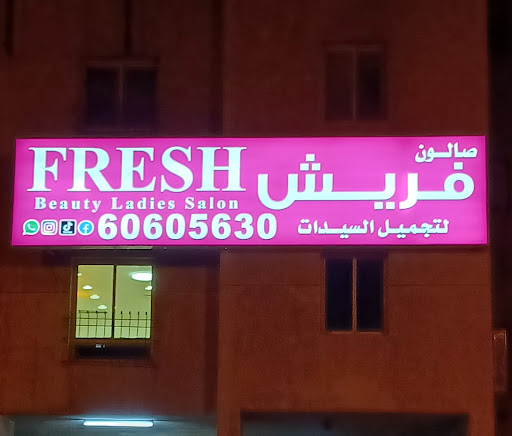 FRESH
Beauty Ladies Salon
60605630
صالون
فريش
لتجميل السيدات